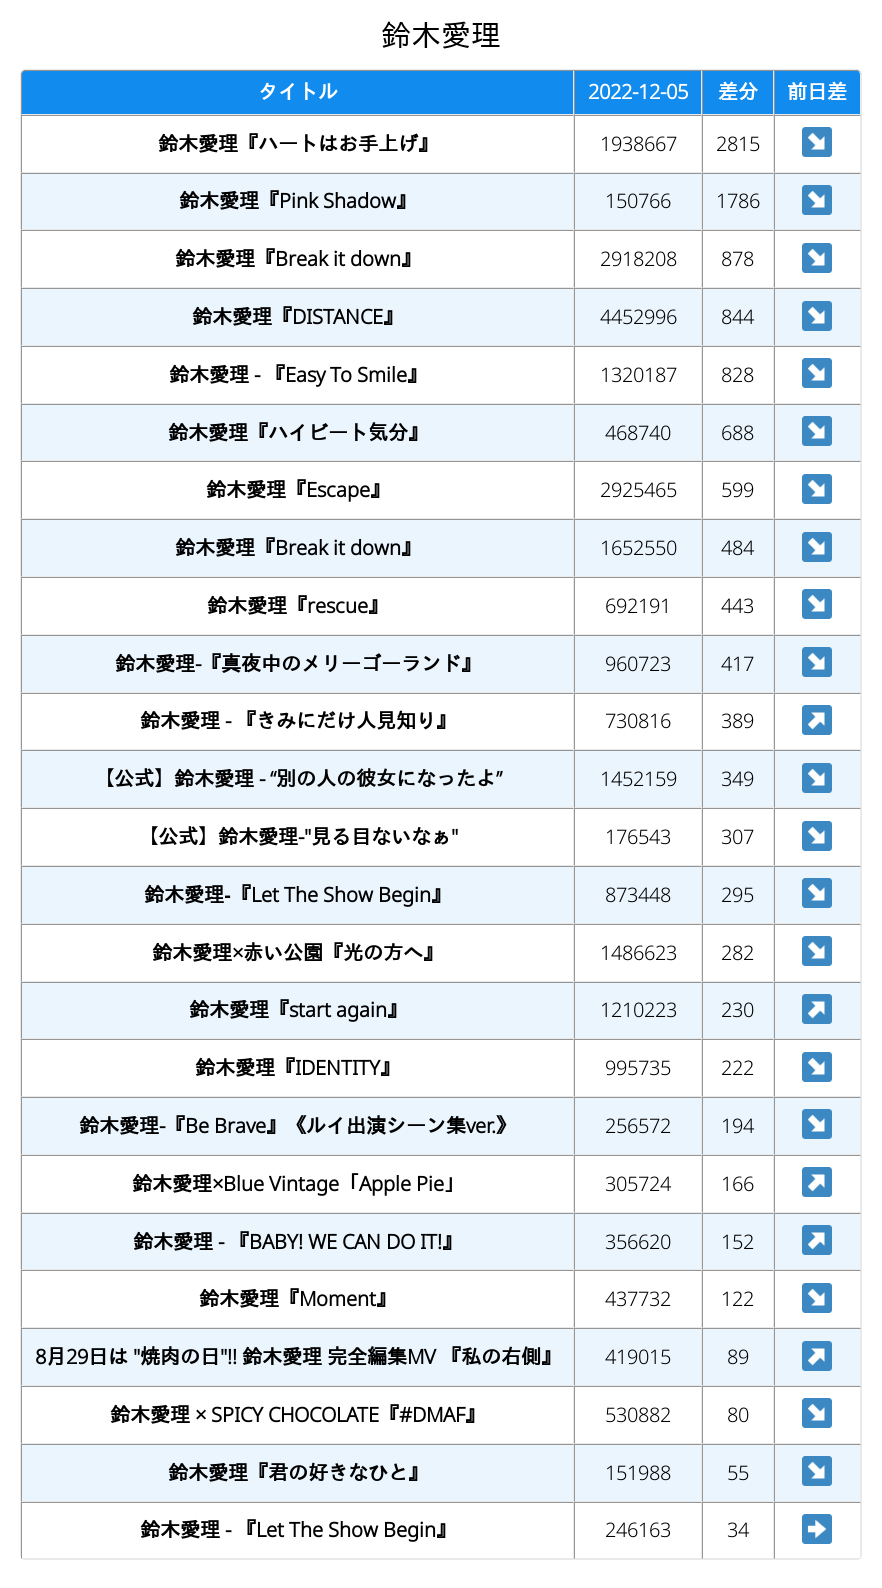 鈴木愛理
タイトル 2022-12-05 差分 前日差
鈴木愛理『ハートはお手上げ』 1938667 2815 ↘
鈴木愛理『Pink Shadow』 150766 1786 ↘
鈴木愛理『Break it down』 2918208 878 ↘
鈴木愛理『DISTANCE』 4452996 844 ↘
鈴木愛理 - 『Easy To Smile』 1320187 828 ↘
鈴木愛理『ハイビート気分』 468740 688 ↘
鈴木愛理『Escape』 2925465 599 ↘
鈴木愛理『Break it down』 1652550 484 ↘
鈴木愛理『rescue』 692191 443 ↘
鈴木愛理-『真夜中のメリーゴーランド』 960723 417 ↘
鈴木愛理 - 『きみにだけ人見知り』 730816 389 ↗
【公式】鈴木愛理 - “別の人の彼女になったよ” 1452159 349 ↘
【公式】鈴木愛理-"見る目ないなぁ" 176543 307 ↘
鈴木愛理-『Let The Show Begin』 873448 295 ↘
鈴木愛理×赤い公園『光の方へ』 1486623 282 ↘
鈴木愛理『start again』 1210223 230 ↗
鈴木愛理『IDENTITY』 995735 222 ↘
鈴木愛理-『Be Brave』《ルイ出演シーン集ver.》 256572 194 ↘
鈴木愛理×Blue Vintage「Apple Pie」 305724 166 ↗
鈴木愛理 - 『BABY! WE CAN DO IT!』 356620 152 ↗
鈴木愛理『Moment』 437732 122 ↘
8月29日は "焼肉の日"!! 鈴木愛理 完全編集MV 『私の右側』 419015 89 ↗
鈴木愛理 × SPICY CHOCOLATE『#DMAF』 530882 80 ↘
鈴木愛理『君の好きなひと』 151988 55 ↘
鈴木愛理 - 『Let The Show Begin』 246163 34 ➡